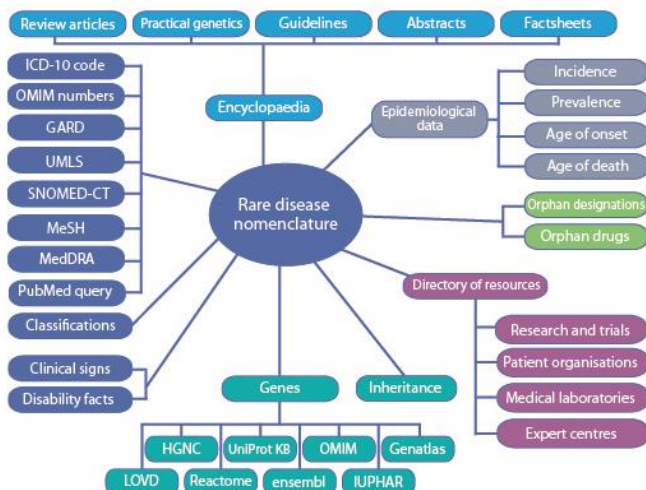 Review articles
Practical genetics
Guidelines
Abstracts
Factsheets
ICD-10 code
OMIM numbers
GARD
UMLS
SNOMED-CT
MeSH
MedDRA
PubMed query
Classifications
Clinical signs
Disability facts
Encyclopaedia
Rare disease
nomenclature
Epidemiological
data
Incidence
Prevalence
Age of onset
Age of death
Orphan designations
Orphan drugs
Directory of resources
Research and trials
Patient organisations
Medical laboratories
Expert centres
Genes
Inheritance
HGNC
UniProt KB
OMIM
Genatlas
LOVD
Reactome
ensembl
IUPHAR